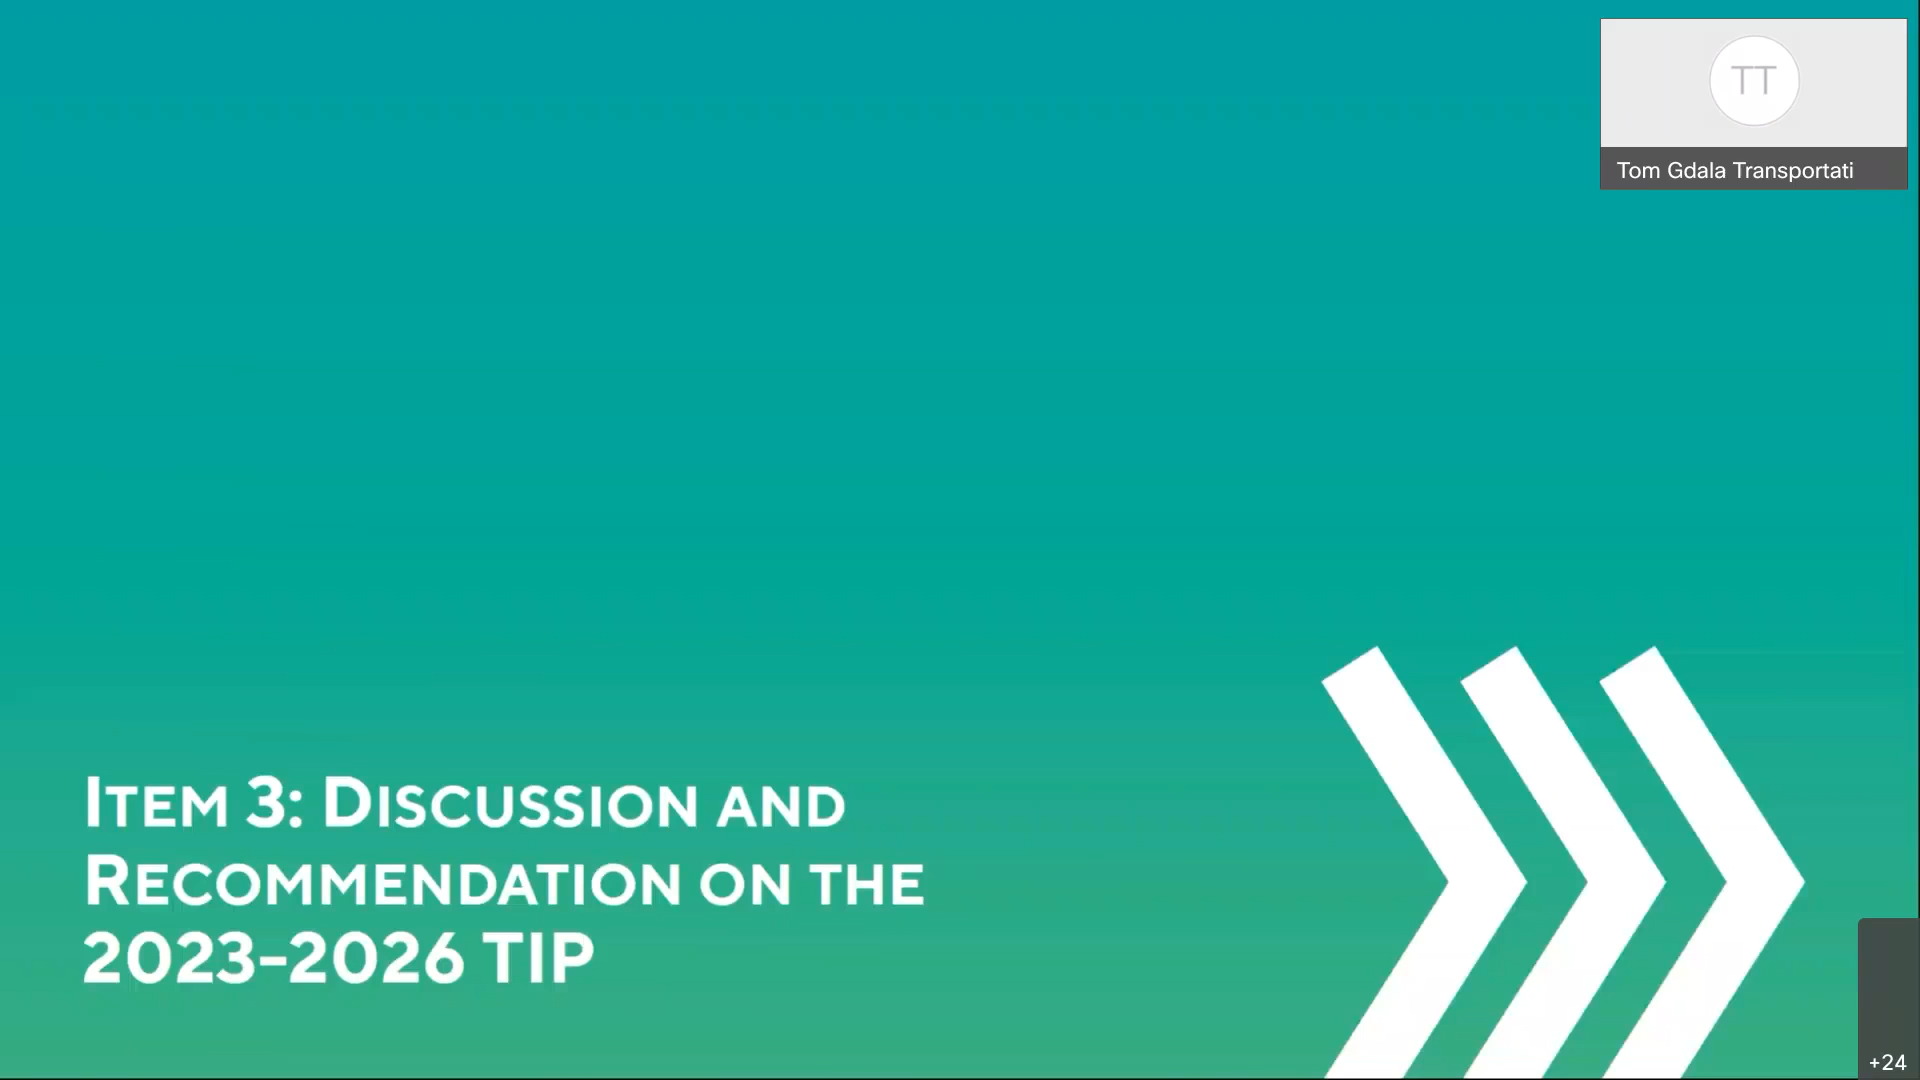 TT
Tom Gdala Transportati
ITEM 3: DISCUSSION AND
RECOMMENDATION ON THE
2023-2026 TIP
+24